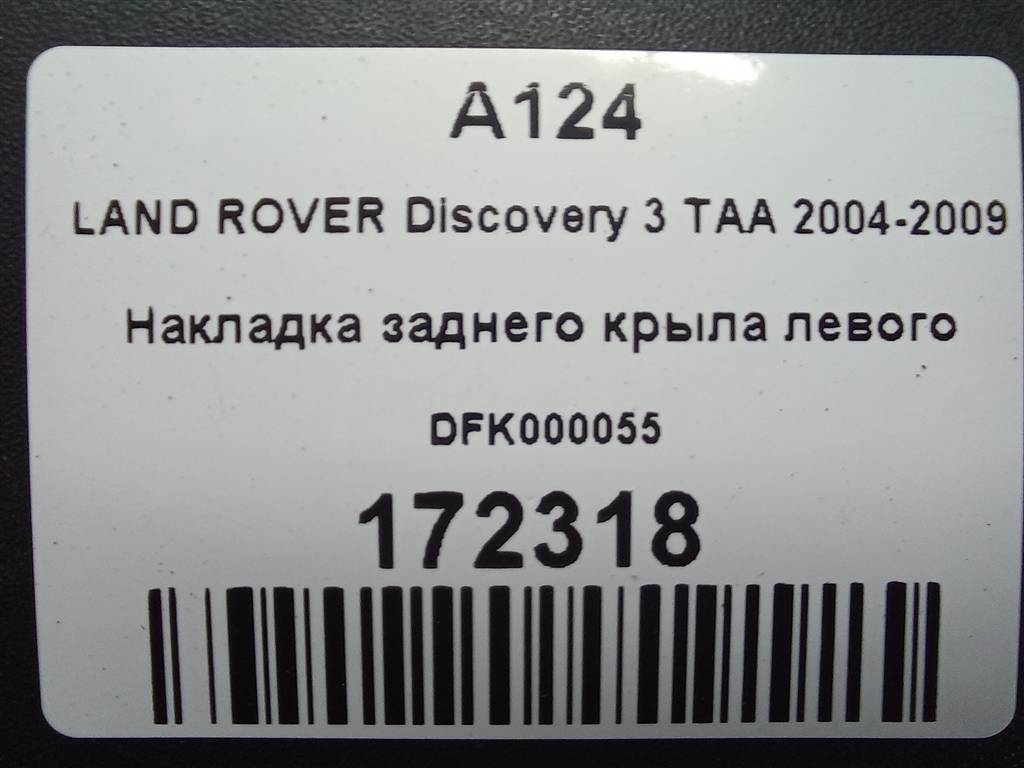 A124
LAND ROVER Discovery 3 TAA 2004-2009
Накладка заднего крыла левого
DFK000055
172318